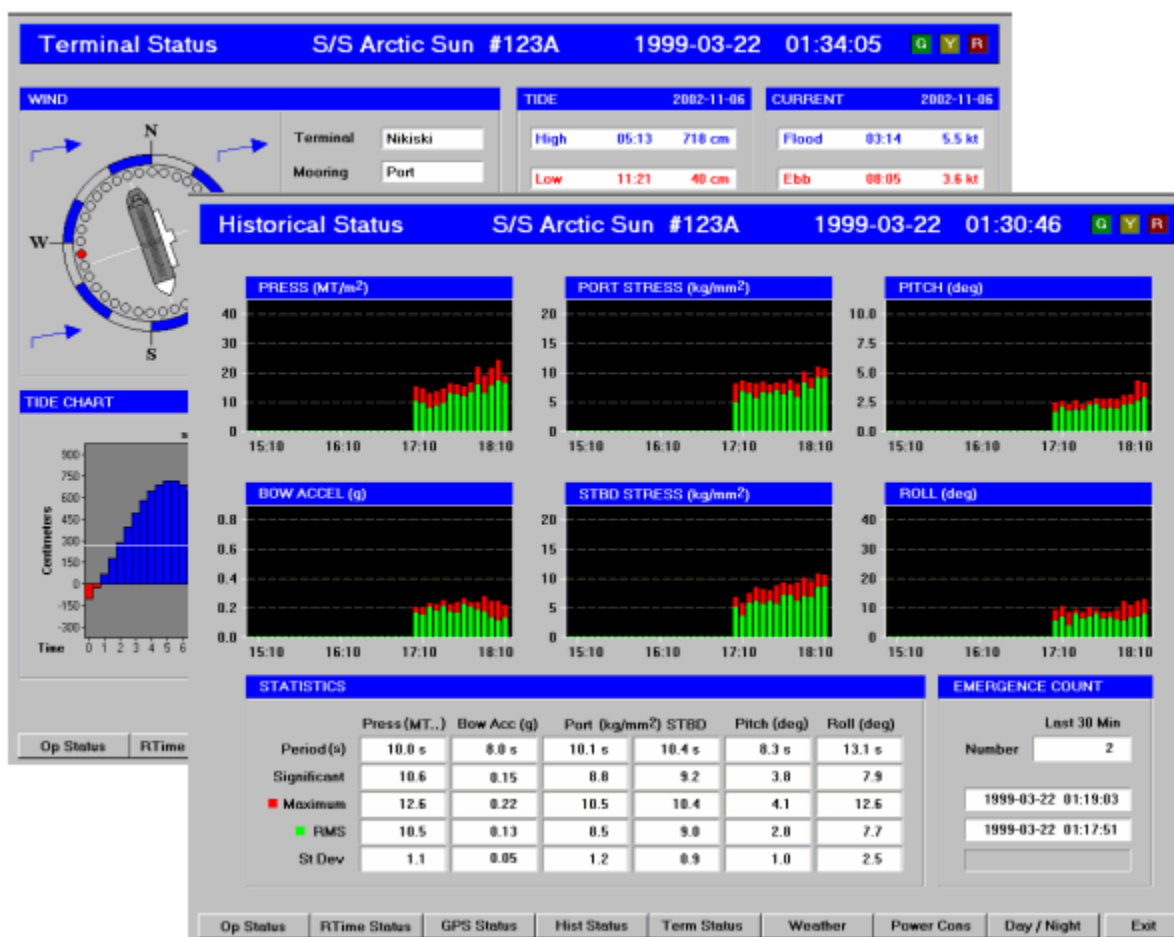 Terminal Status S/S Arctic Sun #123A 1999-03-22 01:34:05 G Y R
WIND
N
W
S
Terminal Nikiski
Mooring Port
TIDE 2002-11-06
High 05:13 718 cm
Low 11:21 40 cm
CURRENT 2002-11-06
Flood 03:14 5.5 kt
Ebb 08:05 3.6 kt
TIDE CHART
Centimeters
900
750
600
450
300
150
0
-150
-300
Time 0 1 2 3 4 5 6
Op Status RTime
Historical Status S/S Arctic Sun #123A 1999-03-22 01:30:46 G Y R
PRESS (MT/m2)
40
30
20
10
0
15:10 16:10 17:10 18:10
PORT STRESS (kg/mm2)
20
15
10
5
0
15:10 16:10 17:10 18:10
PITCH (deg)
10.0
7.5
5.0
2.5
0.0
15:10 16:10 17:10 18:10
BOW ACCEL (g)
0.8
0.6
0.4
0.2
0.0
15:10 16:10 17:10 18:10
STBD STRESS (kg/mm2)
20
15
10
5
0
15:10 16:10 17:10 18:10
ROLL (deg)
40
30
20
10
0
15:10 16:10 17:10 18:10
STATISTICS
Press (MT..) Bow Acc (g) Port (kg/mm2) STBD Pitch (deg) Roll (deg)
Period (s) 10.0 s 8.0 s 10.1 s 10.4 s 8.3 s 13.1 s
Significant 10.6 0.15 8.8 9.2 3.8 7.9
Maximum 12.6 0.22 10.5 10.4 4.1 12.6
RMS 10.5 0.13 8.5 9.0 2.8 7.7
St Dev 1.1 0.05 1.2 0.9 1.0 2.5
EMERGENCE COUNT
Last 30 Min
Number 2
1999-03-22 01:19:03
1999-03-22 01:17:51
Op Status RTime Status GPS Status Hist Status Term Status Weather Power Cons Day / Night Exit